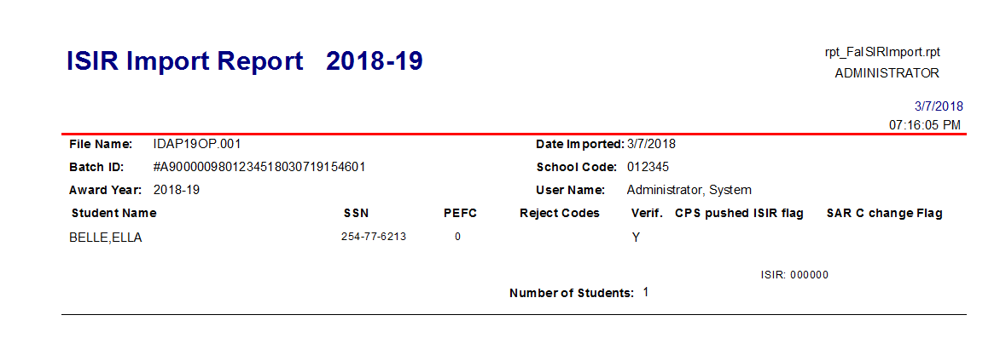 ISIR Import Report 2018-19
rpt_FaISIRImport.rpt
ADMINISTRATOR
3/7/2018
07:16:05 PM
File Name: IDAP19OP.001 Date Imported: 3/7/2018
Batch ID: #A9000009801234518030719154601 School Code: 012345
Award Year: 2018-19 User Name: Administrator, System
Student Name SSN PEFC Reject Codes Verif. CPS pushed ISIR flag SAR C change Flag
BELLE,ELLA 254-77-6213 0 Y
ISIR: 000000
Number of Students: 1